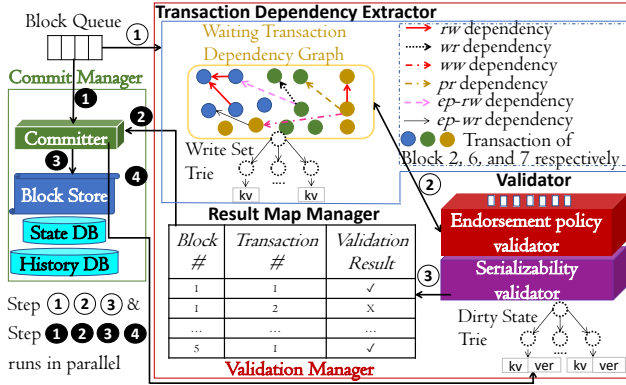 Transaction Dependency Extractor
Block Queue
1
Waiting Transaction
Dependency Graph
rw dependency
wr dependency
ww dependency
pr dependency
ep-rw dependency
ep-wr dependency
Transaction of
Block 2, 6, and 7 respectively
Commit Manager
1
2
Committer
3
4
Block Store
State DB
History DB
Write Set
Trie
kv
....
kv
2
Validator
Endorsement policy
validator
Serializability
validator
3
Result Map Manager
Block
#
Transaction
#
Validation
Result
1 1 ✓
1 2 X
... ... ...
5 1 ✓
Dirty State
Trie
....
kv ver
kv ver
Validation Manager
Step 1 2 3 &
Step 1 2 3 4
runs in parallel